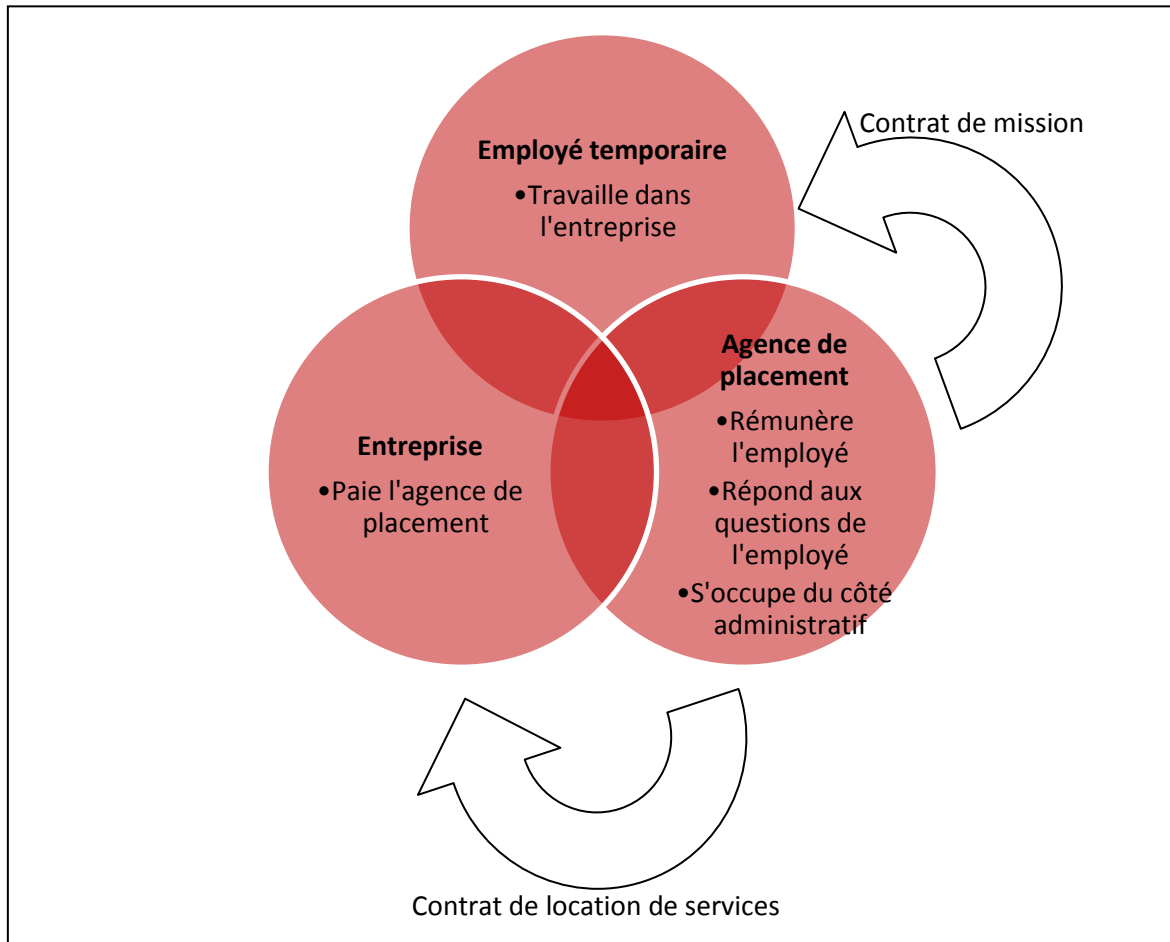 Contrat de mission
Employé temporaire
•Travaille dans
l'entreprise
Agence de
placement
•Rémunère
l'employé
•Répond aux
questions de
l'employé
•S'occupe du côté
administratif
Entreprise
•Paie l'agence de
placement
Contrat de location de services